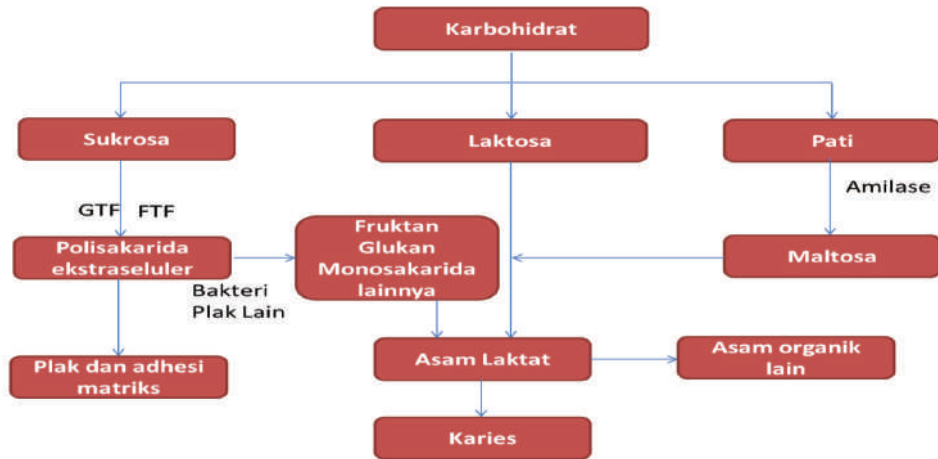 Karbohidrat
Sukrosa
Laktosa
Pati
Amilase
GTF FTF
Polisakarida
ekstraseluler
Fruktan
Glukan
Monosakarida
lainnya
Maltosa
Bakteri
Plak Lain
Plak dan adhesi
matriks
Asam Laktat
Asam organik
lain
Karies